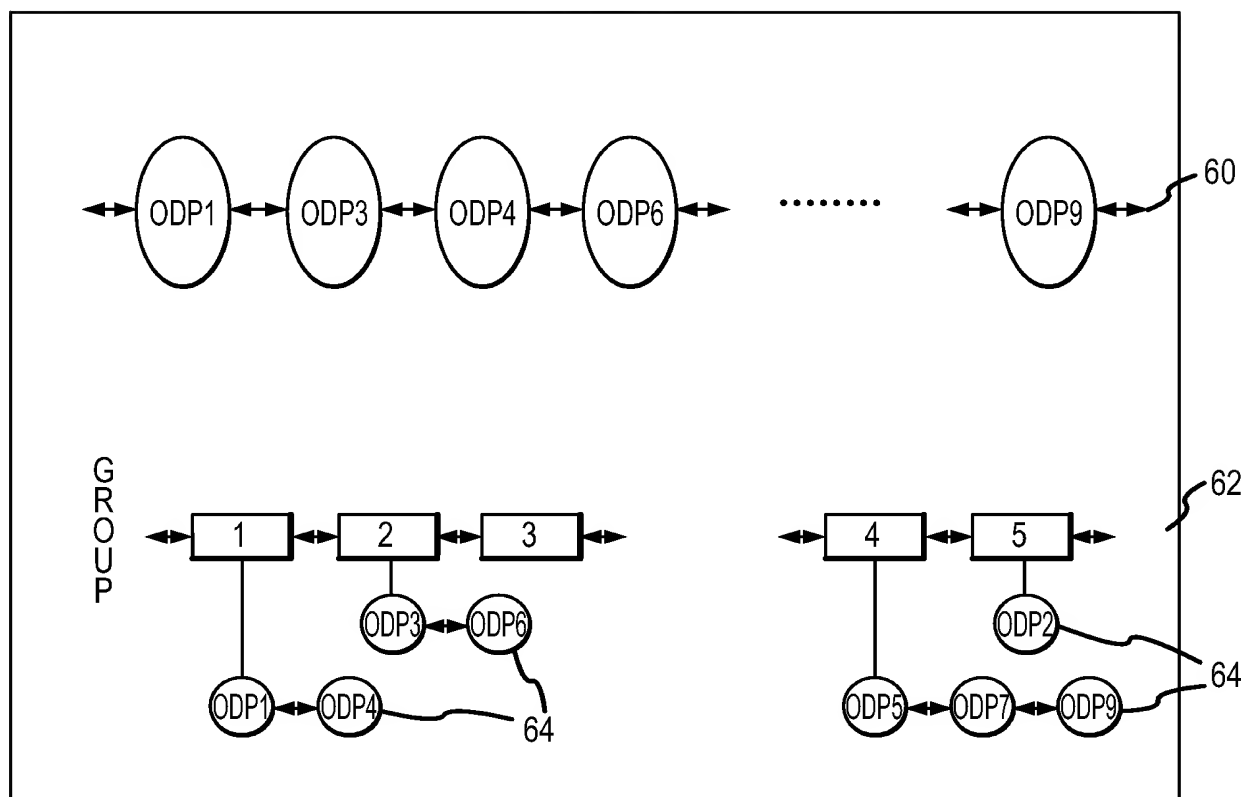 ODP1 ODP3 ODP4 ODP6 ........ ODP9 60
GROUP
62
1 2 3 4 5
ODP3 ODP6 ODP2
64
ODP1 ODP4 ODP5 ODP7 ODP9
64